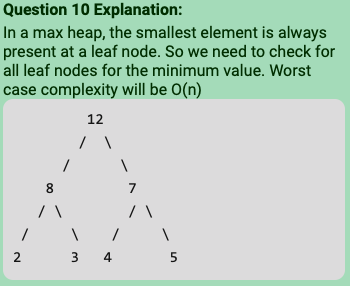 Question 10 Explanation:
In a max heap, the smallest element is always
present at a leaf node. So we need to check for
all leaf nodes for the minimum value. Worst
case complexity will be O(n)
12
/ \
/ \
8 7
/ \ / \
/ \ / \
2 3 4 5